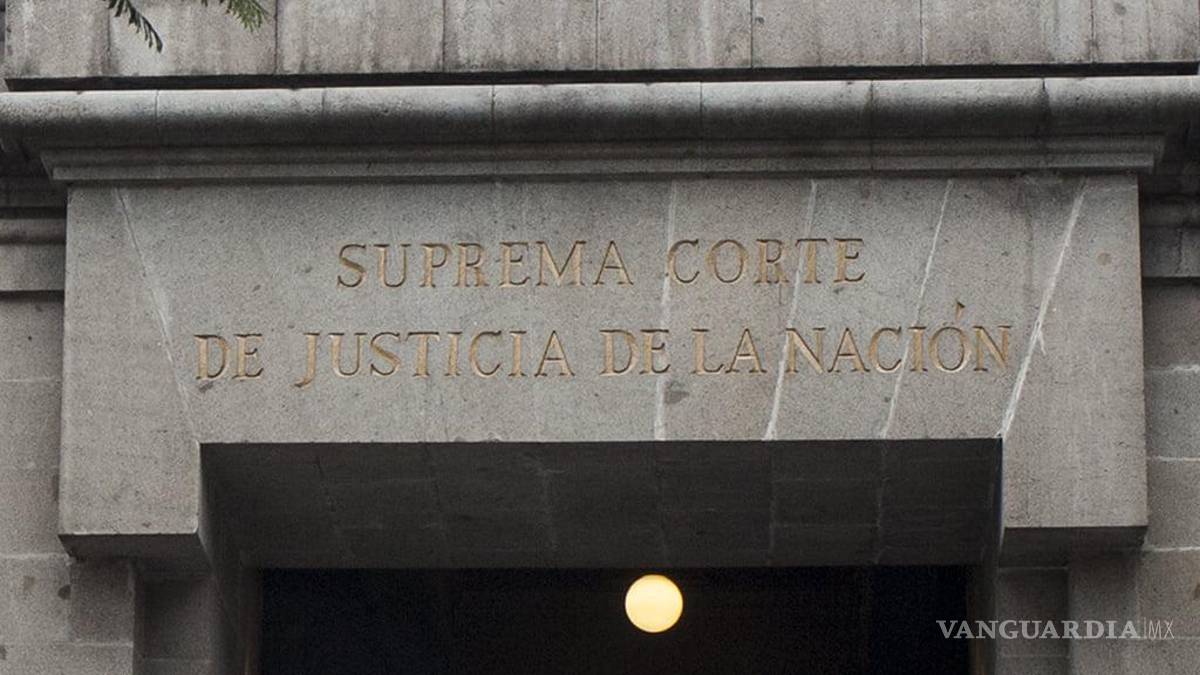 SUPREMA CORTE
DE JUSTICIA DE LA NACIÓN
VANGUARDIA|MX